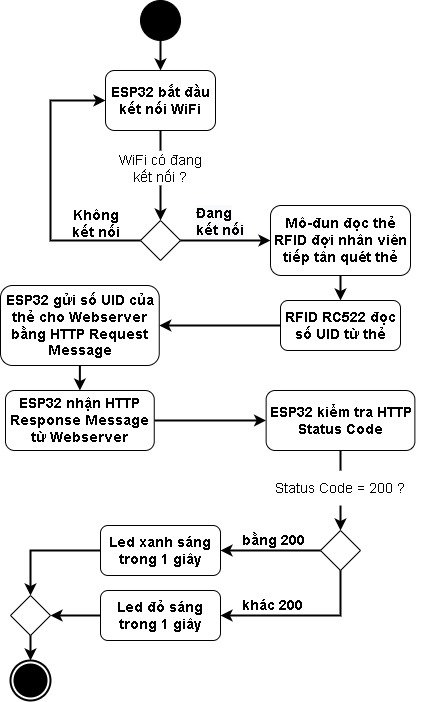 ESP32 bắt đầu
kết nối WiFi
WiFi có đang
kết nối ?
Không
kết nối
Đang
kết nối
Mô-đun đọc thẻ
RFID đợi nhân viên
tiếp tân quét thẻ
RFID RC522 đọc
số UID từ thẻ
ESP32 gửi số UID của
thẻ cho Webserver
bằng HTTP Request
Message
ESP32 nhận HTTP
Response Message
từ Webserver
ESP32 kiểm tra HTTP
Status Code
Status Code = 200 ?
bằng 200
Led xanh sáng
trong 1 giây
khác 200
Led đỏ sáng
trong 1 giây